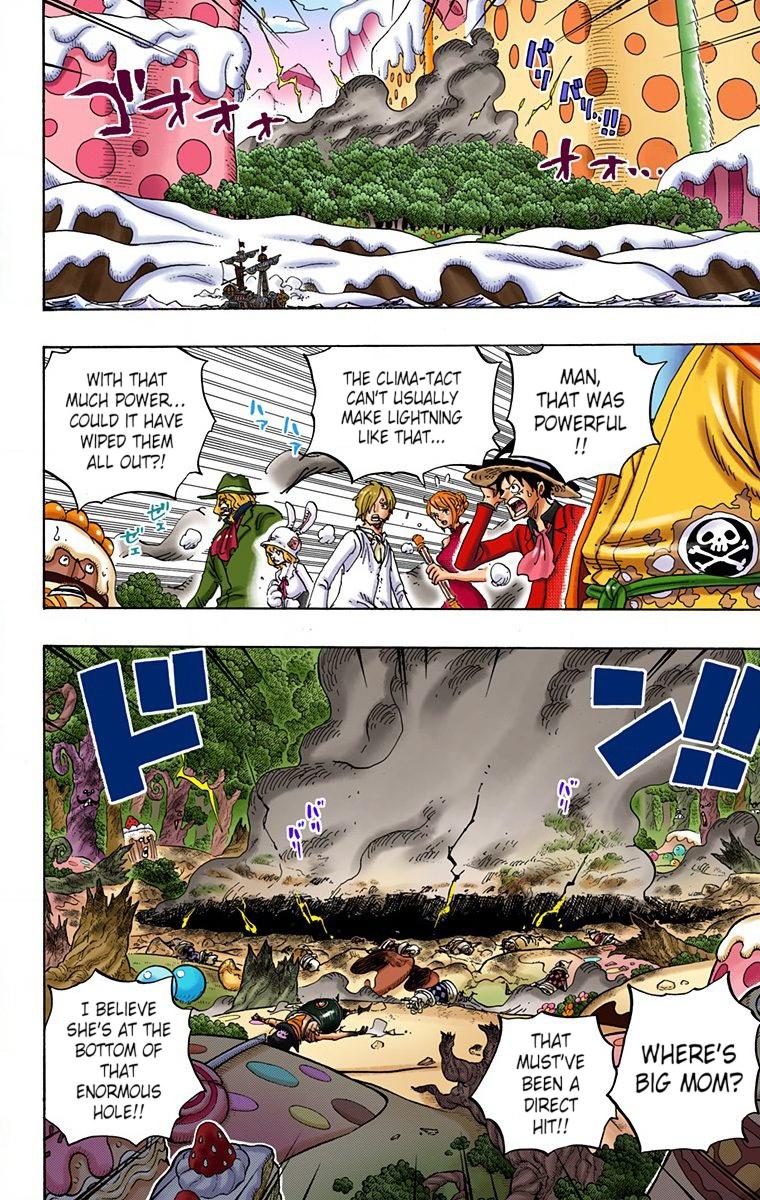 ゴオオオ
バリバリ..!!
オオ...
MAN,
THAT WAS
POWERFUL
!!
THE CLIMA-TACT
CAN'T USUALLY
MAKE LIGHTNING
LIKE THAT...
ハァ
ハァ
WITH THAT
MUCH POWER...
COULD IT HAVE
WIPED THEM
ALL OUT?!
ゼェ
ゼェ
ドン!!
バリ
バリ
WHERE'S
BIG MOM?
THAT
MUST'VE
BEEN A
DIRECT
HIT!!
I BELIEVE
SHE'S AT THE
BOTTOM OF
THAT
ENORMOUS
HOLE!!